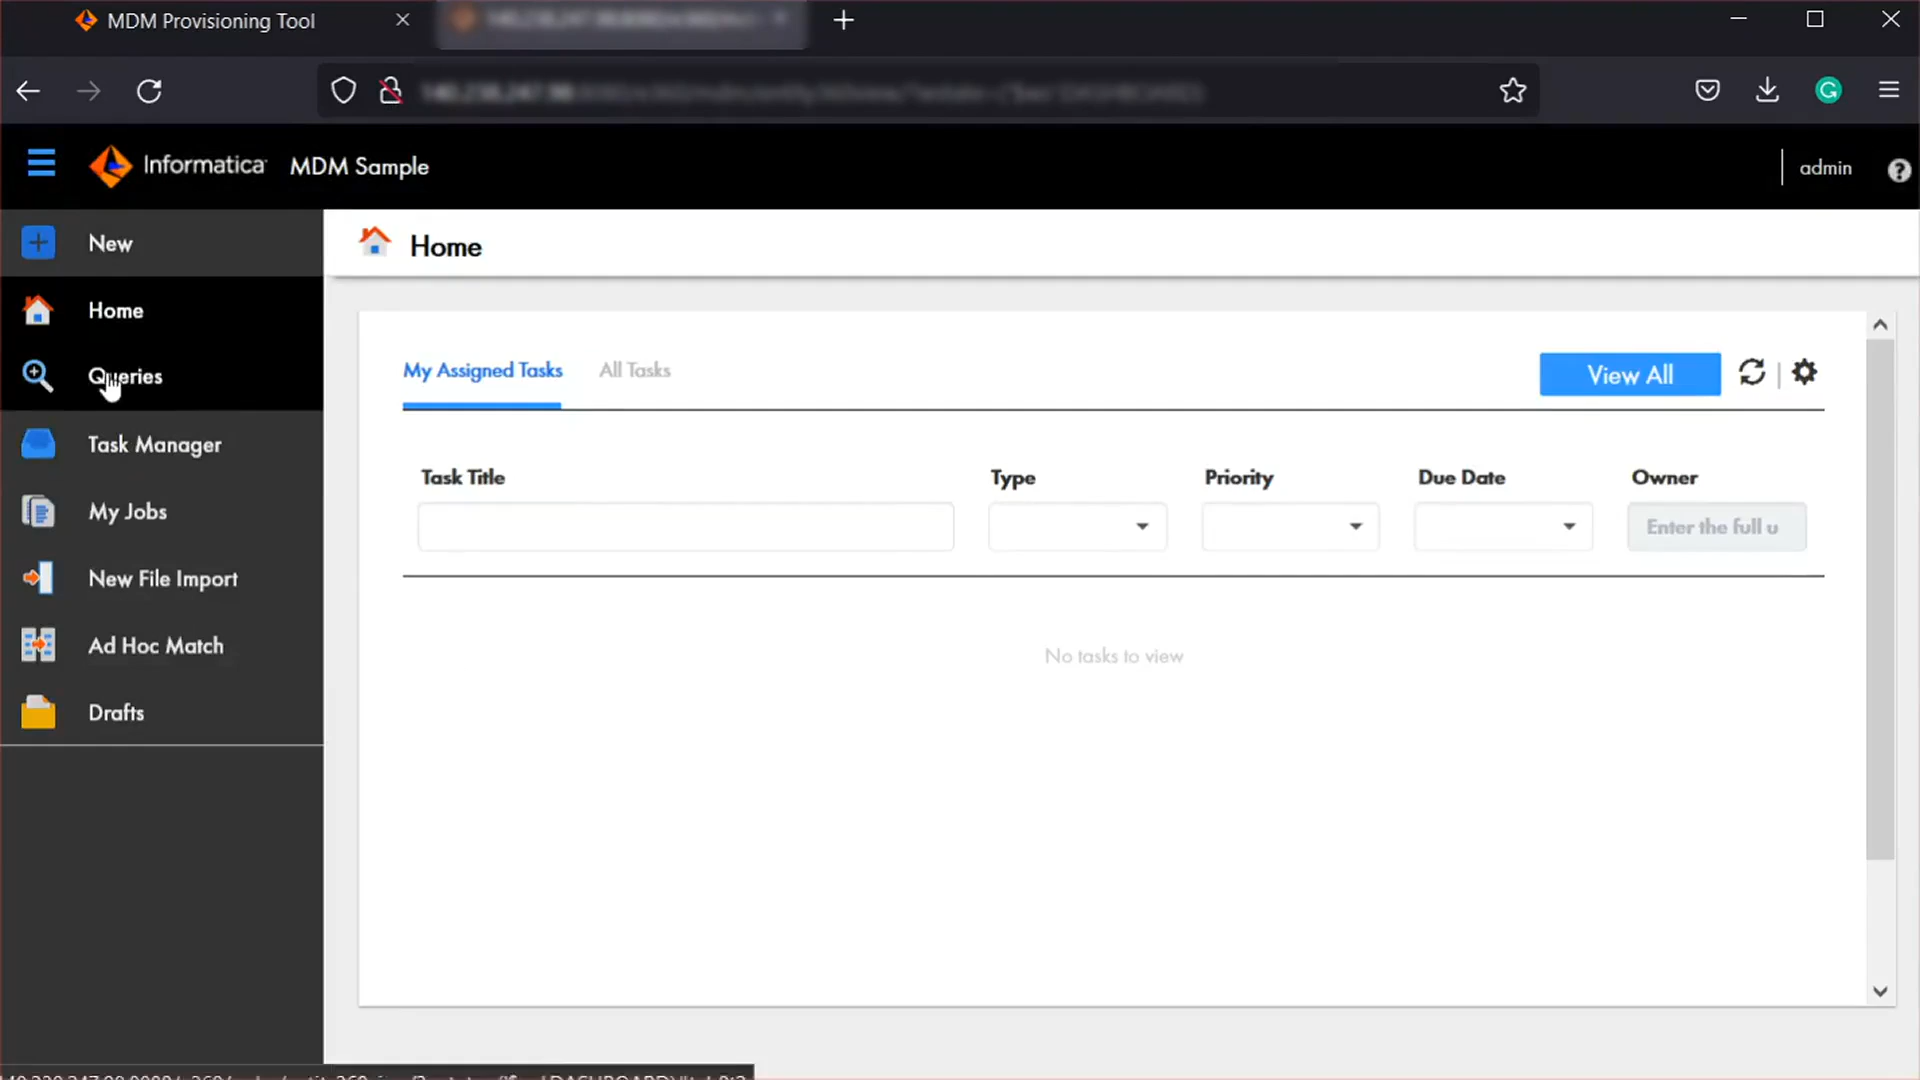 MDM Provisioning Tool
Informatica MDM Sample
admin
New
Home
Queries
Task Manager
My Jobs
New File Import
Ad Hoc Match
Drafts
Home
My Assigned Tasks All Tasks
View All
Task Title Type Priority Due Date Owner
Enter the full u
No tasks to view